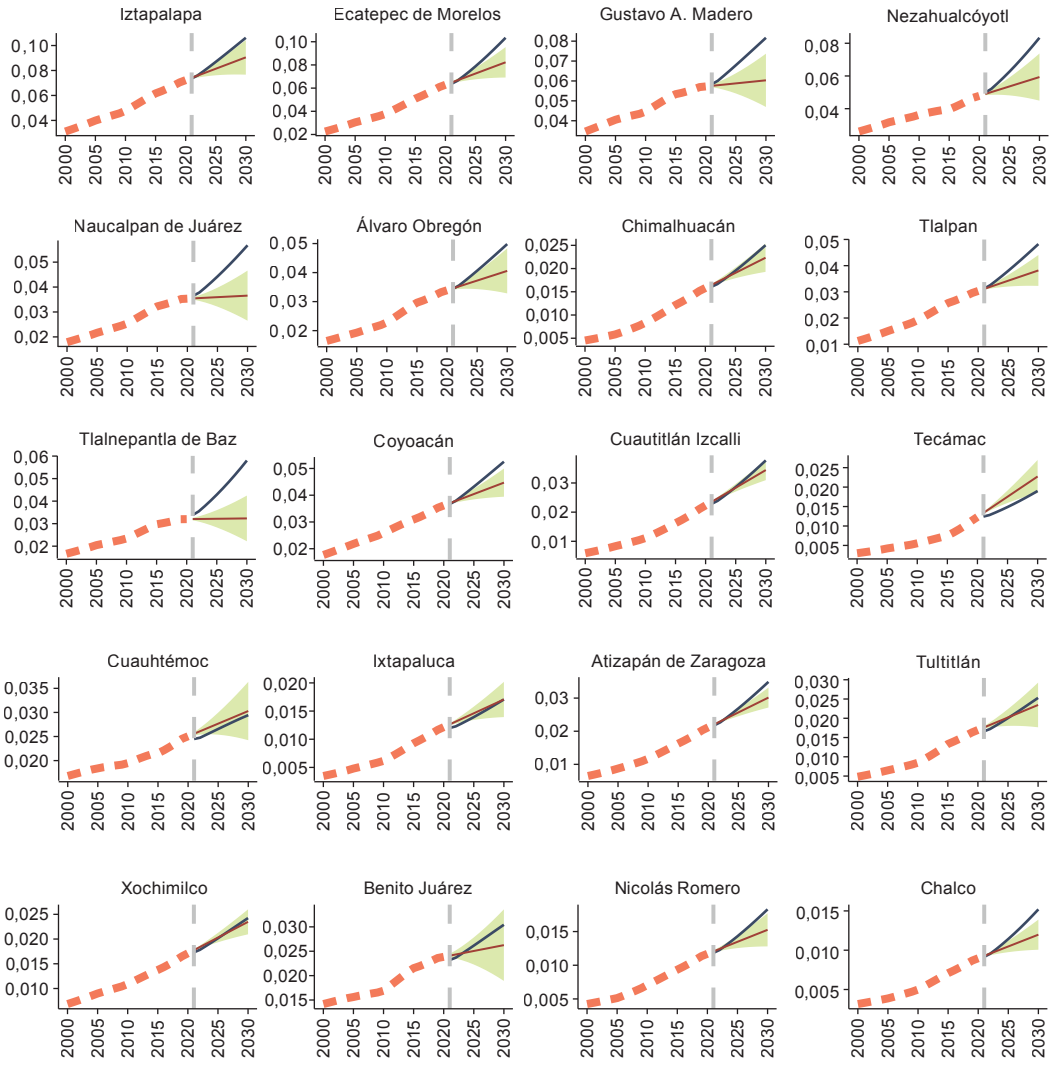 Iztapalapa
0,10
0,08
0,06
0,04
2000 2005 2010 2015 2020 2025 2030
Ecatepec de Morelos
0,10
0,08
0,06
0,04
0,02
2000 2005 2010 2015 2020 2025 2030
Gustavo A. Madero
0,08
0,07
0,06
0,05
0,04
2000 2005 2010 2015 2020 2025 2030
Nezahualcóyotl
0,08
0,06
0,04
2000 2005 2010 2015 2020 2025 2030
Naucalpan de Juárez
0,05
0,04
0,03
0,02
2000 2005 2010 2015 2020 2025 2030
Álvaro Obregón
0,05
0,04
0,03
0,02
2000 2005 2010 2015 2020 2025 2030
Chimalhuacán
0,025
0,020
0,015
0,010
0,005
2000 2005 2010 2015 2020 2025 2030
Tlalpan
0,05
0,04
0,03
0,02
0,01
2000 2005 2010 2015 2020 2025 2030
Tlalnepantla de Baz
0,06
0,05
0,04
0,03
0,02
2000 2005 2010 2015 2020 2025 2030
Coyoacán
0,05
0,04
0,03
0,02
2000 2005 2010 2015 2020 2025 2030
Cuautitlán Izcalli
0,03
0,02
0,01
2000 2005 2010 2015 2020 2025 2030
Tecámac
0,025
0,020
0,015
0,010
0,005
2000 2005 2010 2015 2020 2025 2030
Cuauhtémoc
0,035
0,030
0,025
0,020
2000 2005 2010 2015 2020 2025 2030
Ixtapaluca
0,020
0,015
0,010
0,005
2000 2005 2010 2015 2020 2025 2030
Atizapán de Zaragoza
0,03
0,02
0,01
2000 2005 2010 2015 2020 2025 2030
Tultitlán
0,030
0,025
0,020
0,015
0,010
0,005
2000 2005 2010 2015 2020 2025 2030
Xochimilco
0,025
0,020
0,015
0,010
2000 2005 2010 2015 2020 2025 2030
Benito Juárez
0,030
0,025
0,020
0,015
2000 2005 2010 2015 2020 2025 2030
Nicolás Romero
0,015
0,010
0,005
2000 2005 2010 2015 2020 2025 2030
Chalco
0,015
0,010
0,005
2000 2005 2010 2015 2020 2025 2030